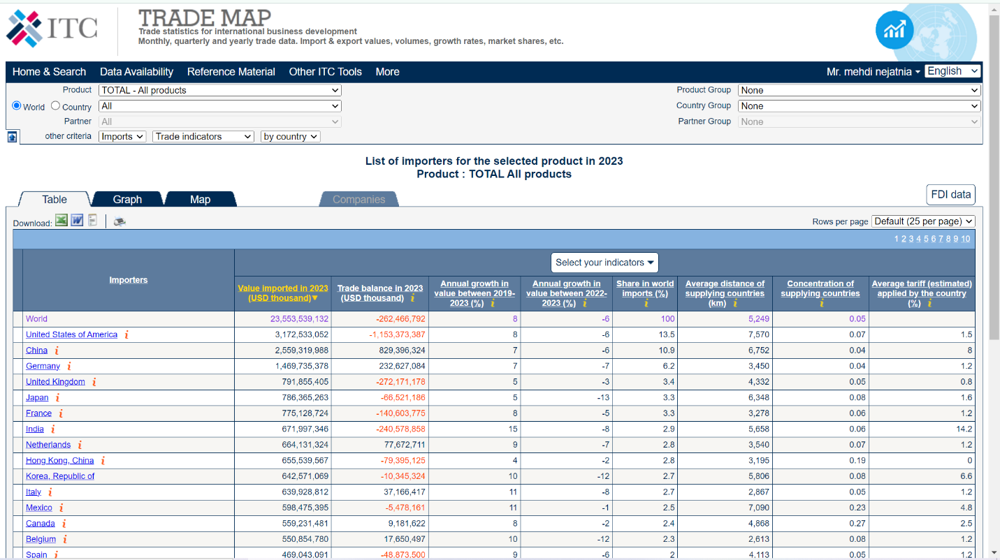 ITC
TRADE MAP
Trade statistics for international business development
Monthly, quarterly and yearly trade data. Import & export values, volumes, growth rates, market shares, etc.
Home & Search Data Availability Reference Material Other ITC Tools More Mr. mehdi nejatnia English
Product TOTAL - All products Product Group None
World Country All Country Group None
Partner All Partner Group None
other criteria Imports Trade indicators by country
List of importers for the selected product in 2023
Product : TOTAL All products
Table Graph Map Companies FDI data
Download: Rows per page Default (25 per page)
1 2 3 4 5 6 7 8 9 10
Select your indicators
Importers
Value imported in 2023 (USD thousand)▼
Trade balance in 2023 (USD thousand) i
Annual growth in value between 2019-2023 (%) i
Annual growth in value between 2022-2023 (%) i
Share in world imports (%) i
Average distance of supplying countries (km) i
Concentration of supplying countries i
Average tariff (estimated) applied by the country (%) i
World 23,553,539,132 -262,466,792 8 -6 100 5,249 0.05
United States of America i 3,172,533,052 -1,153,373,387 8 -6 13.5 7,570 0.07 1.5
China i 2,559,319,988 829,396,324 7 -6 10.9 6,752 0.04 8
Germany i 1,469,735,378 232,627,084 7 -7 6.2 3,450 0.04 1.2
United Kingdom i 791,855,405 -272,171,178 5 -3 3.4 4,332 0.05 0.8
Japan i 786,365,263 -66,521,186 5 -13 3.3 6,348 0.08 1.6
France i 775,128,724 -140,603,775 8 -5 3.3 3,278 0.06 1.2
India i 671,997,346 -240,578,858 15 -8 2.9 5,658 0.06 14.2
Netherlands i 664,131,324 77,672,711 9 -7 2.8 3,540 0.07 1.2
Hong Kong, China i 655,539,567 -79,395,125 4 -2 2.8 3,195 0.19 0
Korea, Republic of 642,571,069 -10,345,324 10 -12 2.7 5,806 0.08 6.6
Italy i 639,928,812 37,166,417 11 -8 2.7 2,867 0.05 1.2
Mexico i 598,475,395 -5,478,161 11 -1 2.5 7,090 0.23 4.8
Canada i 559,231,481 9,181,622 8 -2 2.4 4,868 0.27 2.5
Belgium i 550,854,780 17,650,497 10 -12 2.3 2,613 0.08 1.2
Spain i 469,043,091 -48,873,500 9 -6 2 4,113 0.05 1.2